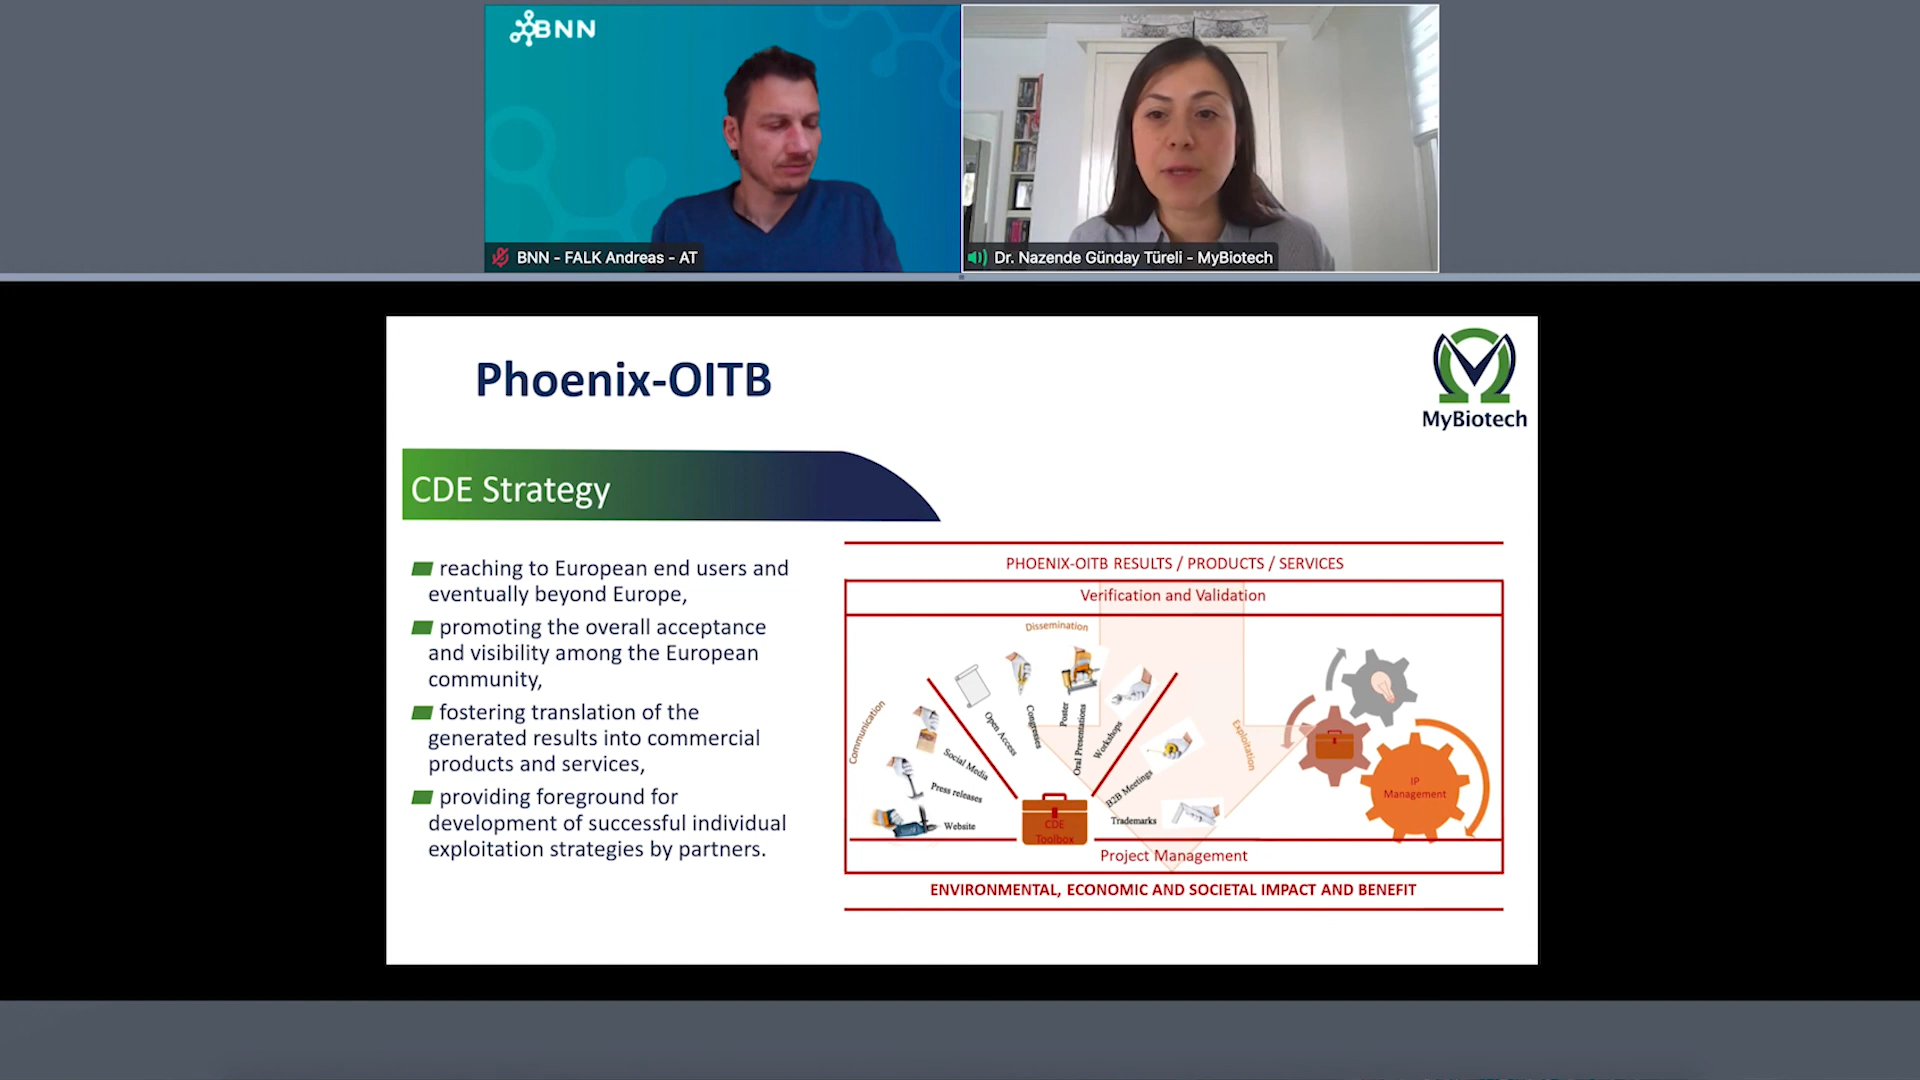 BNN
BNN - FALK Andreas - AT
Dr. Nazende Günday Türeli - MyBiotech
Phoenix-OITB
MyBiotech
CDE Strategy
reaching to European end users and
eventually beyond Europe,
promoting the overall acceptance
and visibility among the European
community,
fostering translation of the
generated results into commercial
products and services,
providing foreground for
development of successful individual
exploitation strategies by partners.
PHOENIX-OITB RESULTS / PRODUCTS / SERVICES
Verification and Validation
Communication
Dissemination
Exploitation
Website
Press releases
Social Media
Open Access
Congresses
Poster
Oral Presentations
Workshops
B2B Meetings
Trademarks
CDE
Toolbox
IP
Management
Project Management
ENVIRONMENTAL, ECONOMIC AND SOCIETAL IMPACT AND BENEFIT